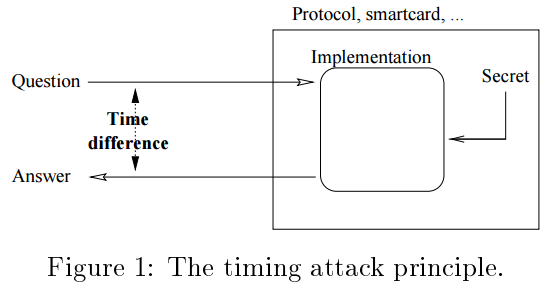 Protocol, smartcard, ...
Implementation
Question
Secret
Time
difference
Answer
Figure 1: The timing attack principle.